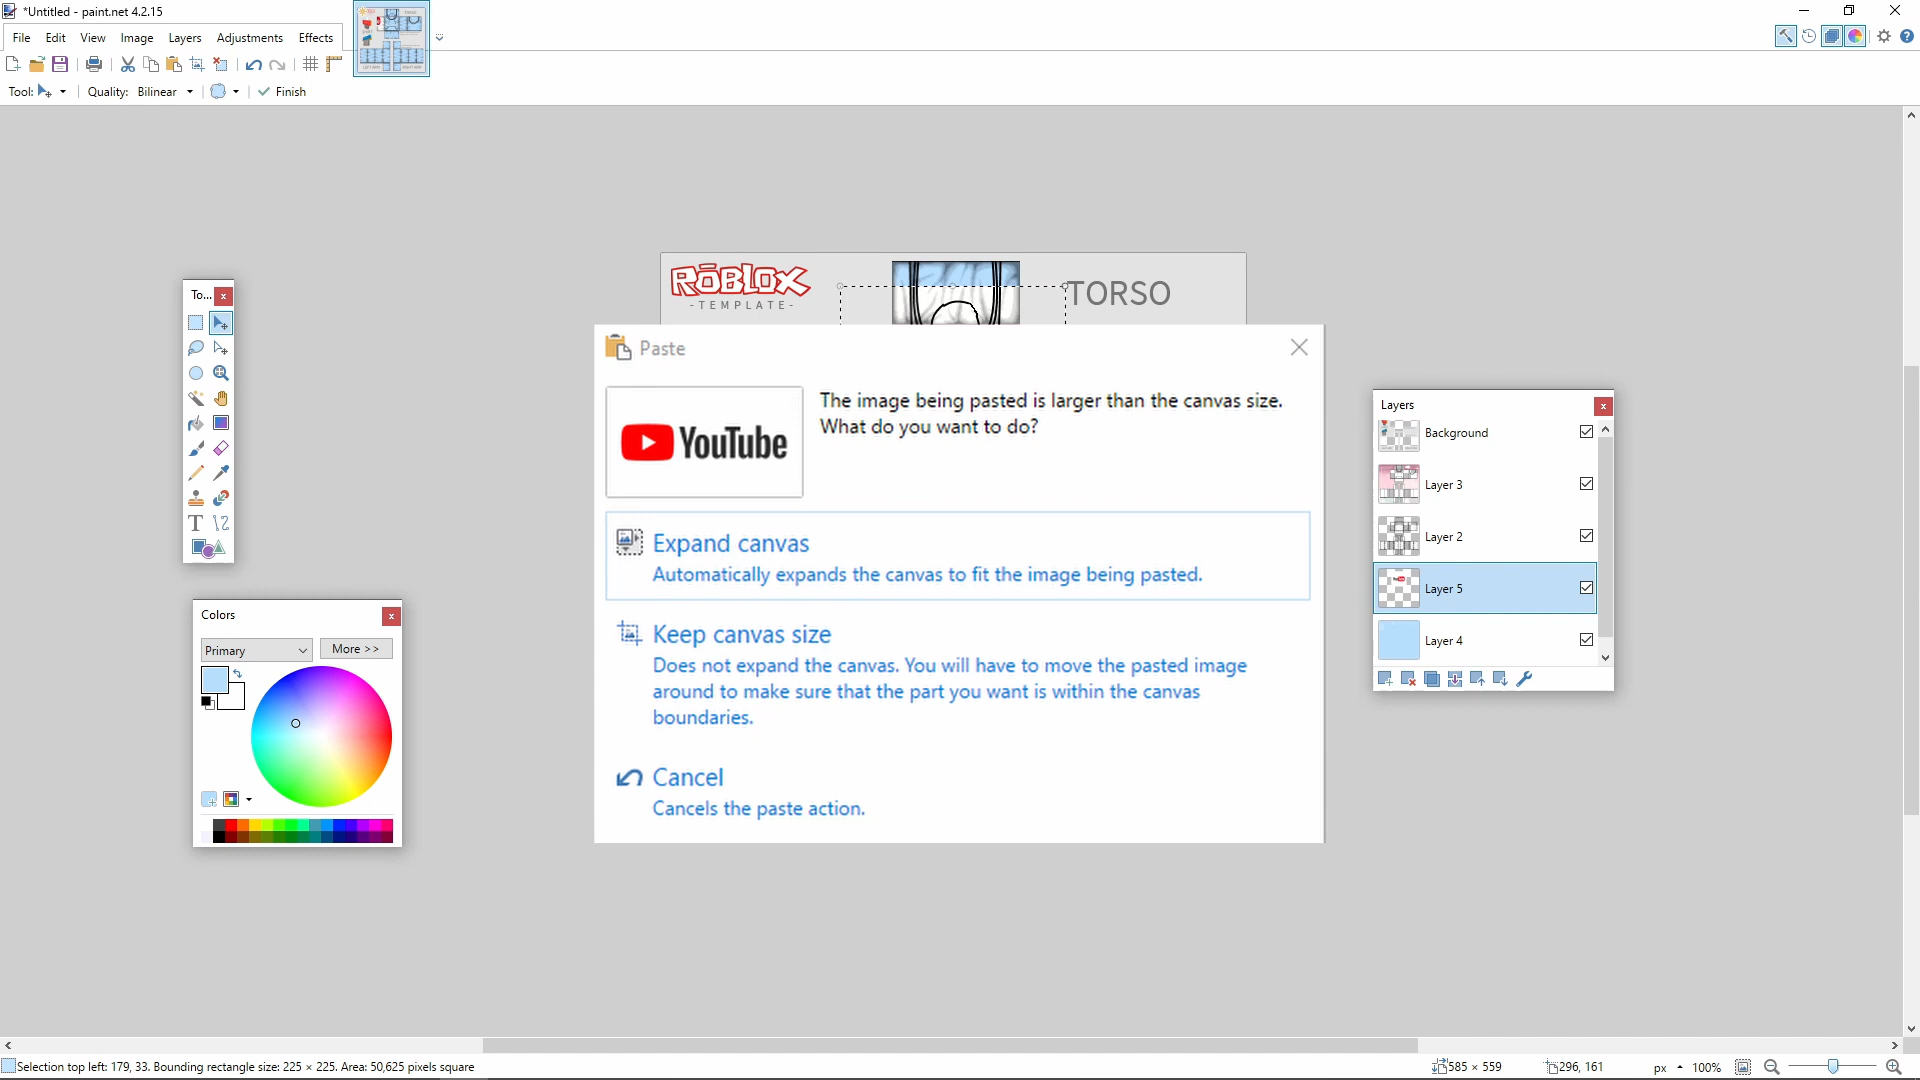 *Untitled - paint.net 4.2.15
File Edit View Image Layers Adjustments Effects
Tool: Quality: Bilinear Finish
ROBLOX
-TEMPLATE-
TORSO
To...
Paste
YouTube
The image being pasted is larger than the canvas size.
What do you want to do?
Expand canvas
Automatically expands the canvas to fit the image being pasted.
Keep canvas size
Does not expand the canvas. You will have to move the pasted image
around to make sure that the part you want is within the canvas
boundaries.
Cancel
Cancels the paste action.
Colors
Primary
More >>
Layers
Background
Layer 3
Layer 2
Layer 5
Layer 4
Selection top left: 179, 33. Bounding rectangle size: 225 × 225. Area: 50,625 pixels square
585 × 559
296, 161
px
100%